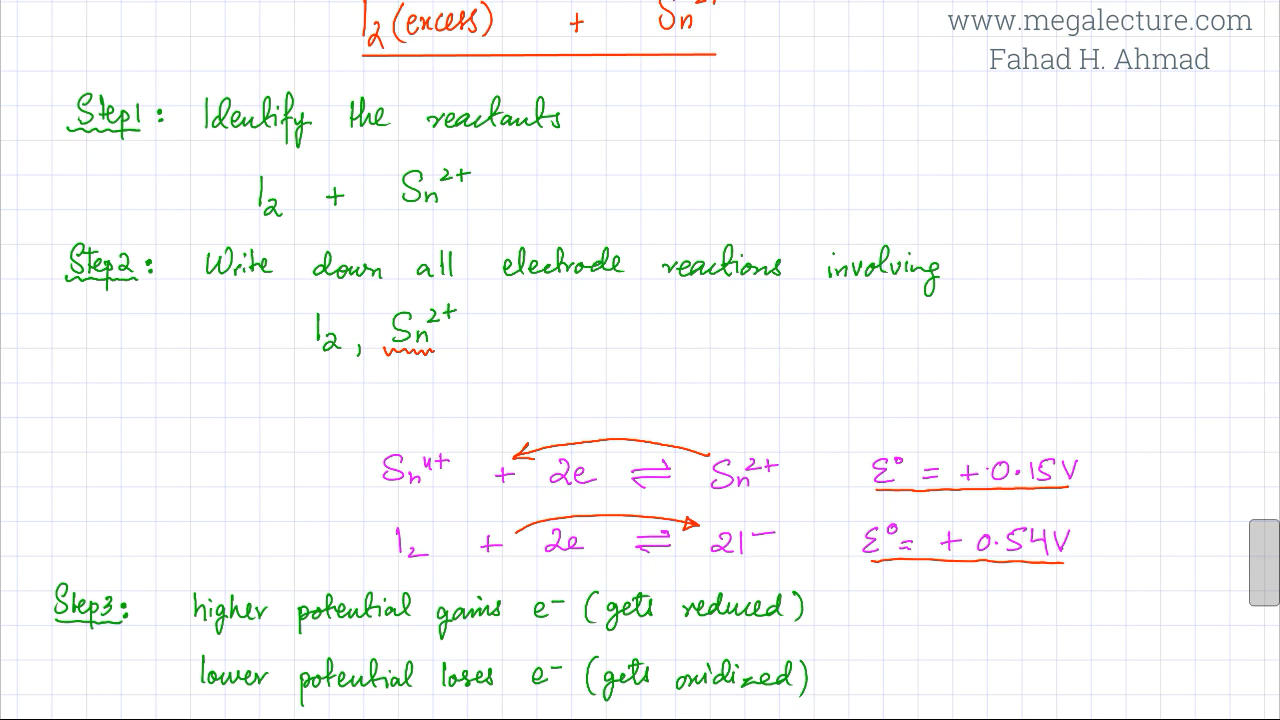 I₂ (excess) + Sn²⁺
www.megalecture.com
Fahad H. Ahmad
Step1: Identify the reactants
I₂ + Sn²⁺
Step2: Write down all electrode reactions involving
I₂, Sn²⁺
Sn⁴⁺ + 2e ⇌ Sn²⁺ Ɛ° = +0.15V
I₂ + 2e ⇌ 2I⁻ Ɛ° = +0.54V
Step3: higher potential gains e⁻ (gets reduced)
lower potential loses e⁻ (gets oxidized)